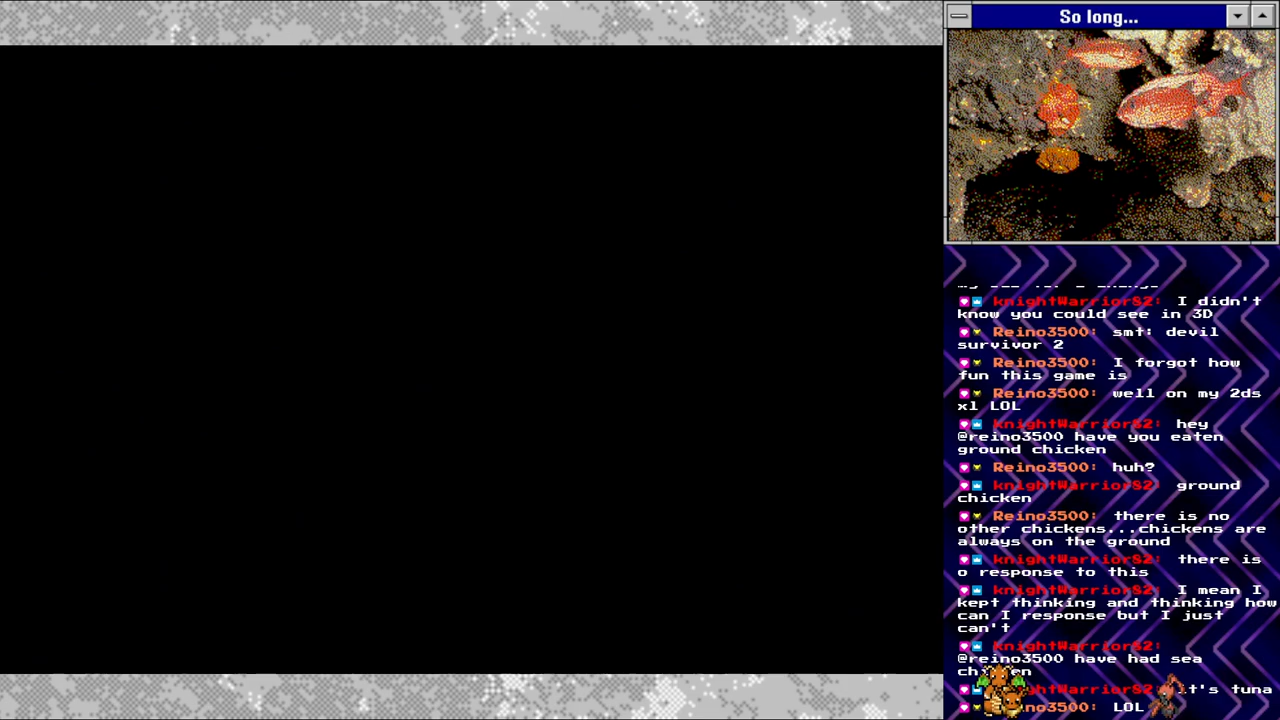 So long...
knightWarrior82: I didn't
know you could see in 3D
Reino3500: smt: devil
survivor 2
Reino3500: I forgot how
fun this game is
Reino3500: well on my 2ds
xl LOL
knightWarrior82: hey
@reino3500 have you eaten
ground chicken
Reino3500: huh?
knightWarrior82: ground
chicken
Reino3500: there is no
other chickens...chickens are
always on the ground
knightWarrior82: there is
o response to this
knightWarrior82: I mean I
kept thinking and thinking how
can I response but I just
can't
knightWarrior82:
@reino3500 have had sea
it's tuna
LOL